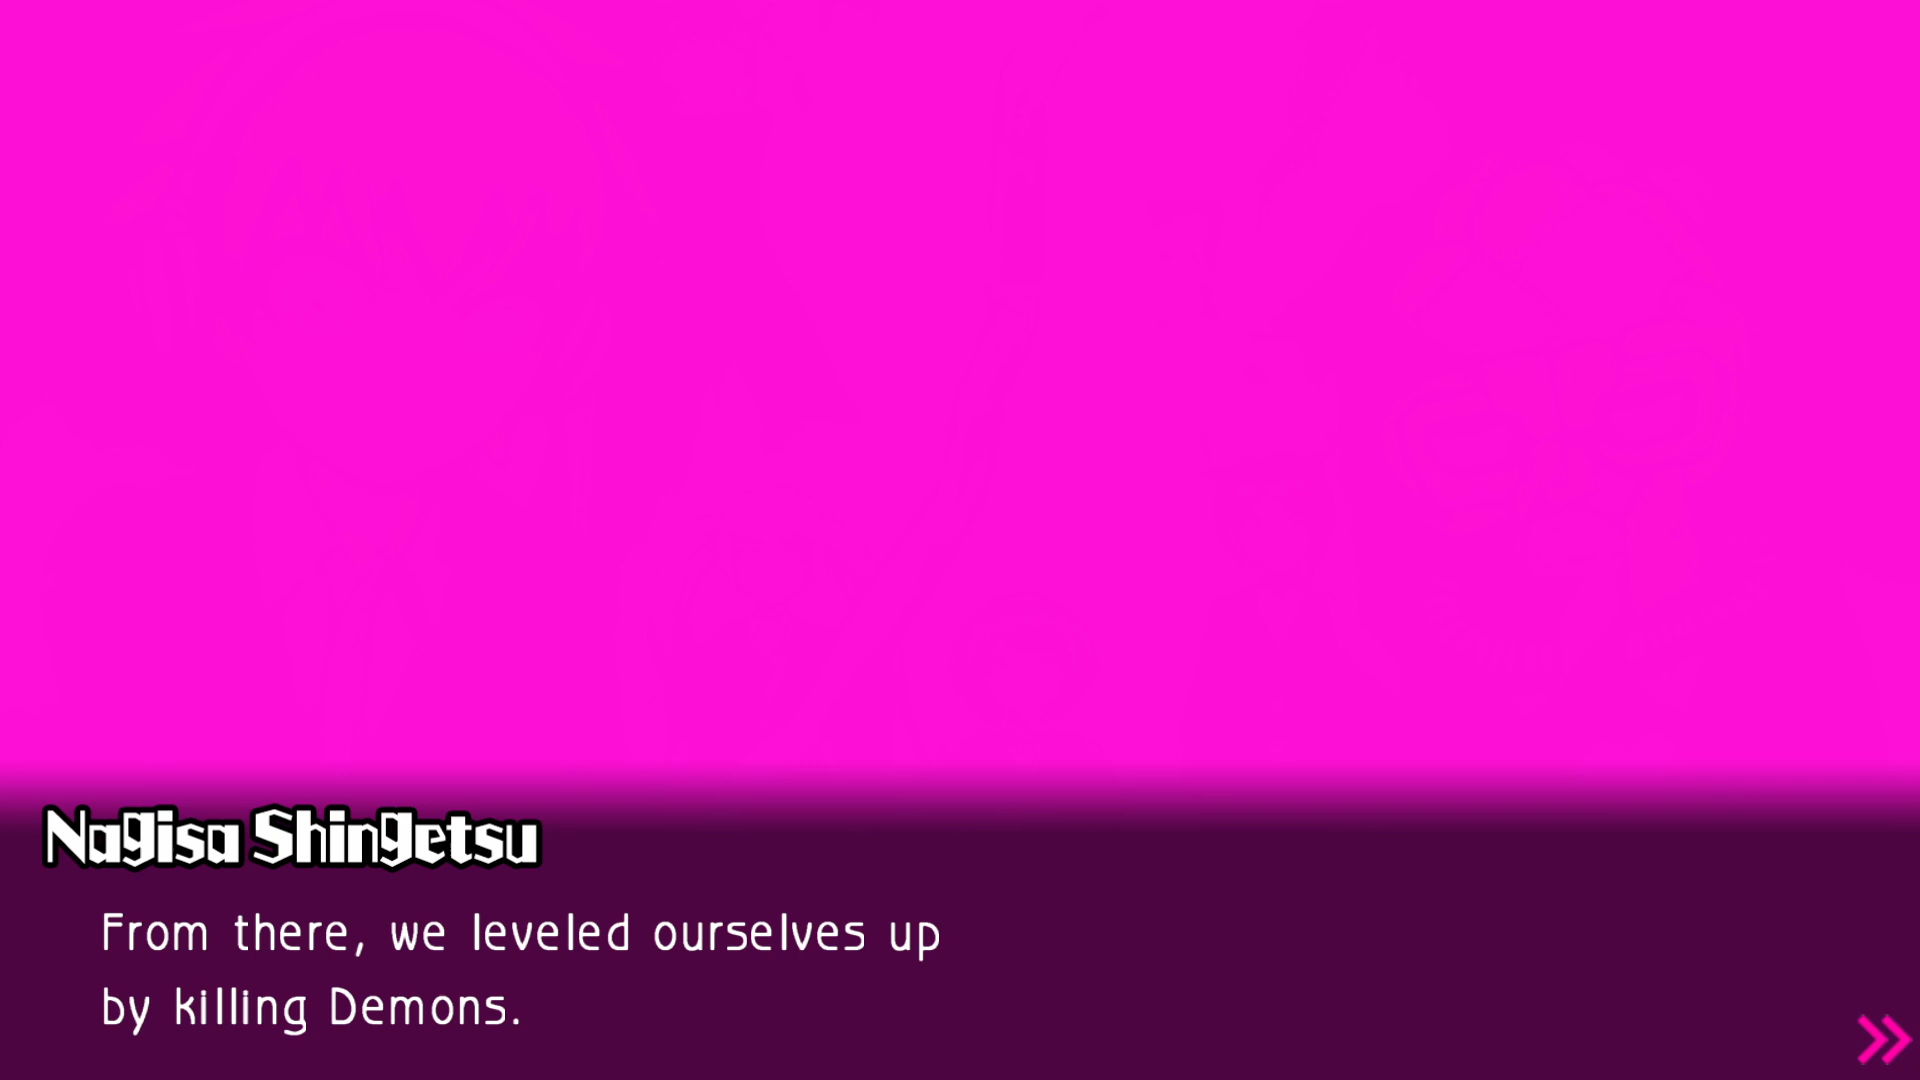 Nagisa Shingetsu
From there, we leveled ourselves up
by killing Demons.